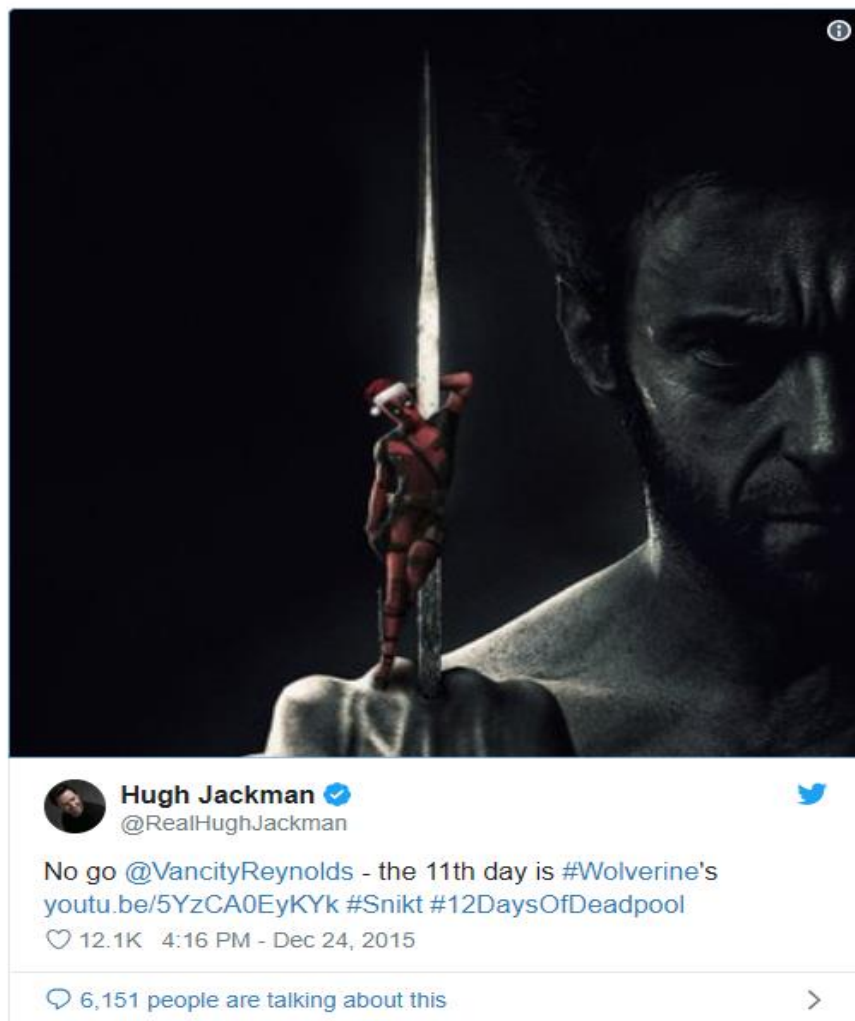 Hugh Jackman
@RealHughJackman
No go @VancityReynolds - the 11th day is #Wolverine's
youtu.be/5YzCA0EyKYk #Snikt #12DaysOfDeadpool
12.1K 4:16 PM - Dec 24, 2015
6,151 people are talking about this